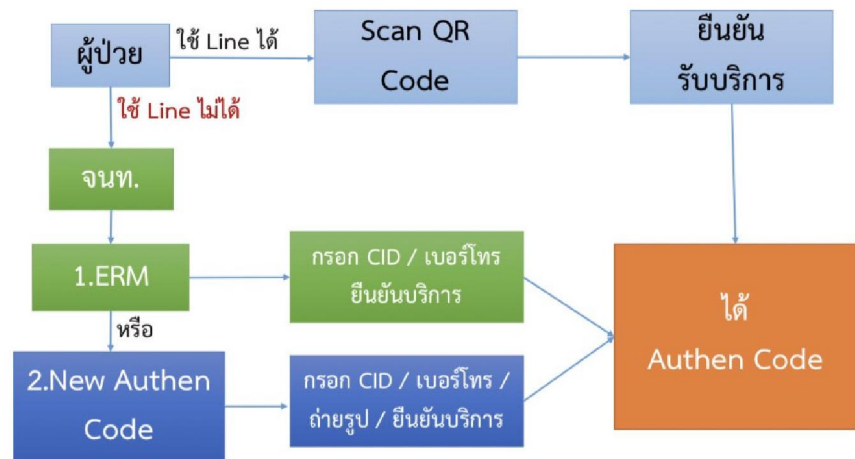 ผู้ป่วย
ใช้ Line ได้
Scan QR
Code
ยืนยัน
รับบริการ
ใช้ Line ไม่ได้
จนท.
1.ERM
กรอก CID / เบอร์โทร
ยืนยันบริการ
หรือ
2.New Authen
Code
กรอก CID / เบอร์โทร /
ถ่ายรูป / ยืนยันบริการ
ได้
Authen Code